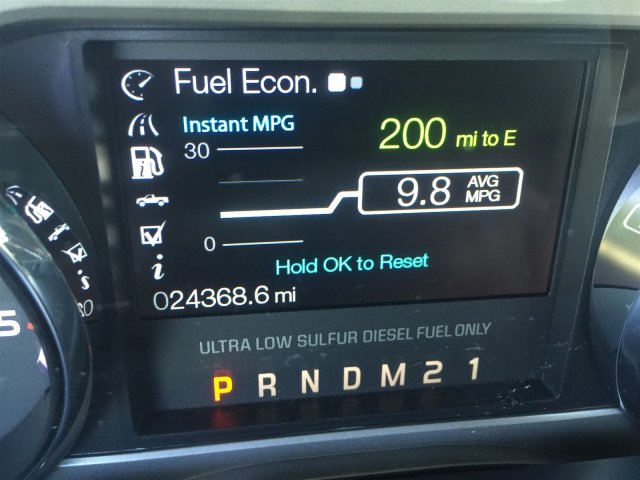 Fuel Econ.
Instant MPG
200 mi to E
30
9.8 AVG MPG
0
Hold OK to Reset
024368.6 mi
ULTRA LOW SULFUR DIESEL FUEL ONLY
P R N D M 2 1
5